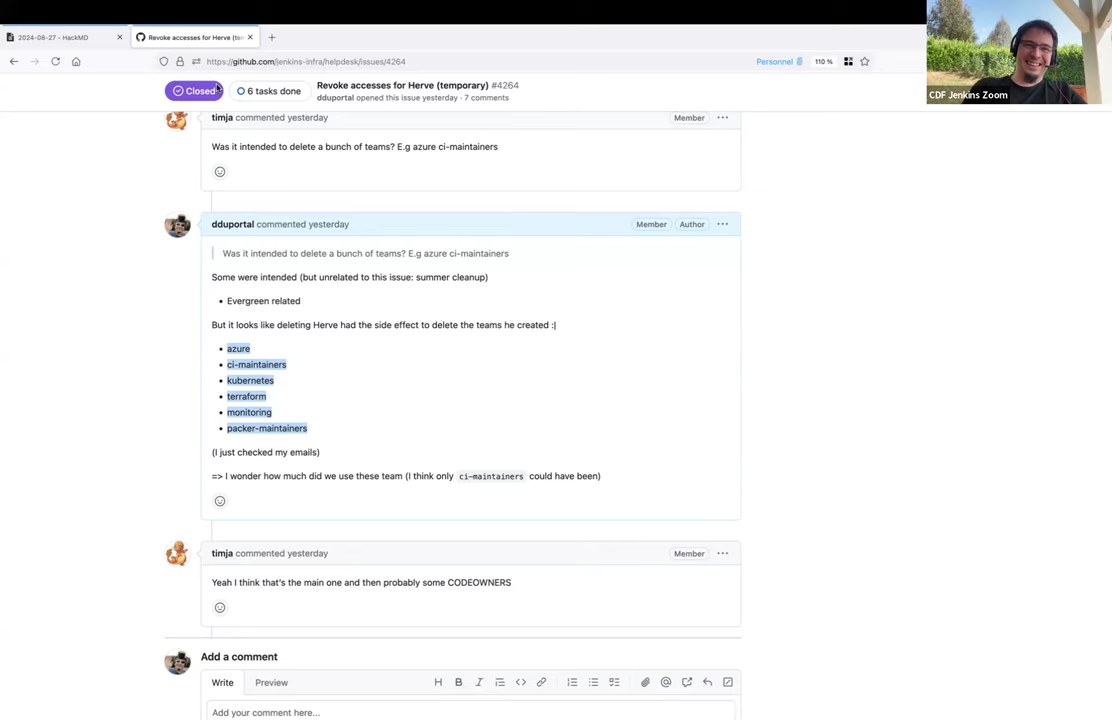 2024-08-27 - HackMD
Revoke accesses for Herve (ten
https://github.com/jenkins-infra/helpdesk/issues/4264
Personnel
110 %
CDF Jenkins Zoom
Closed
6 tasks done
Revoke accesses for Herve (temporary) #4264
dduportal opened this issue yesterday · 7 comments
timja commented yesterday
Member
Was it intended to delete a bunch of teams? E.g azure ci-maintainers
dduportal commented yesterday
Member
Author
Was it intended to delete a bunch of teams? E.g azure ci-maintainers
Some were intended (but unrelated to this issue: summer cleanup)
• Evergreen related
But it looks like deleting Herve had the side effect to delete the teams he created :|
• azure
• ci-maintainers
• kubernetes
• terraform
• monitoring
• packer-maintainers
(I just checked my emails)
=> I wonder how much did we use these team (I think only ci-maintainers could have been)
timja commented yesterday
Member
Yeah I think that's the main one and then probably some CODEOWNERS
Add a comment
Write
Preview
Add your comment here...